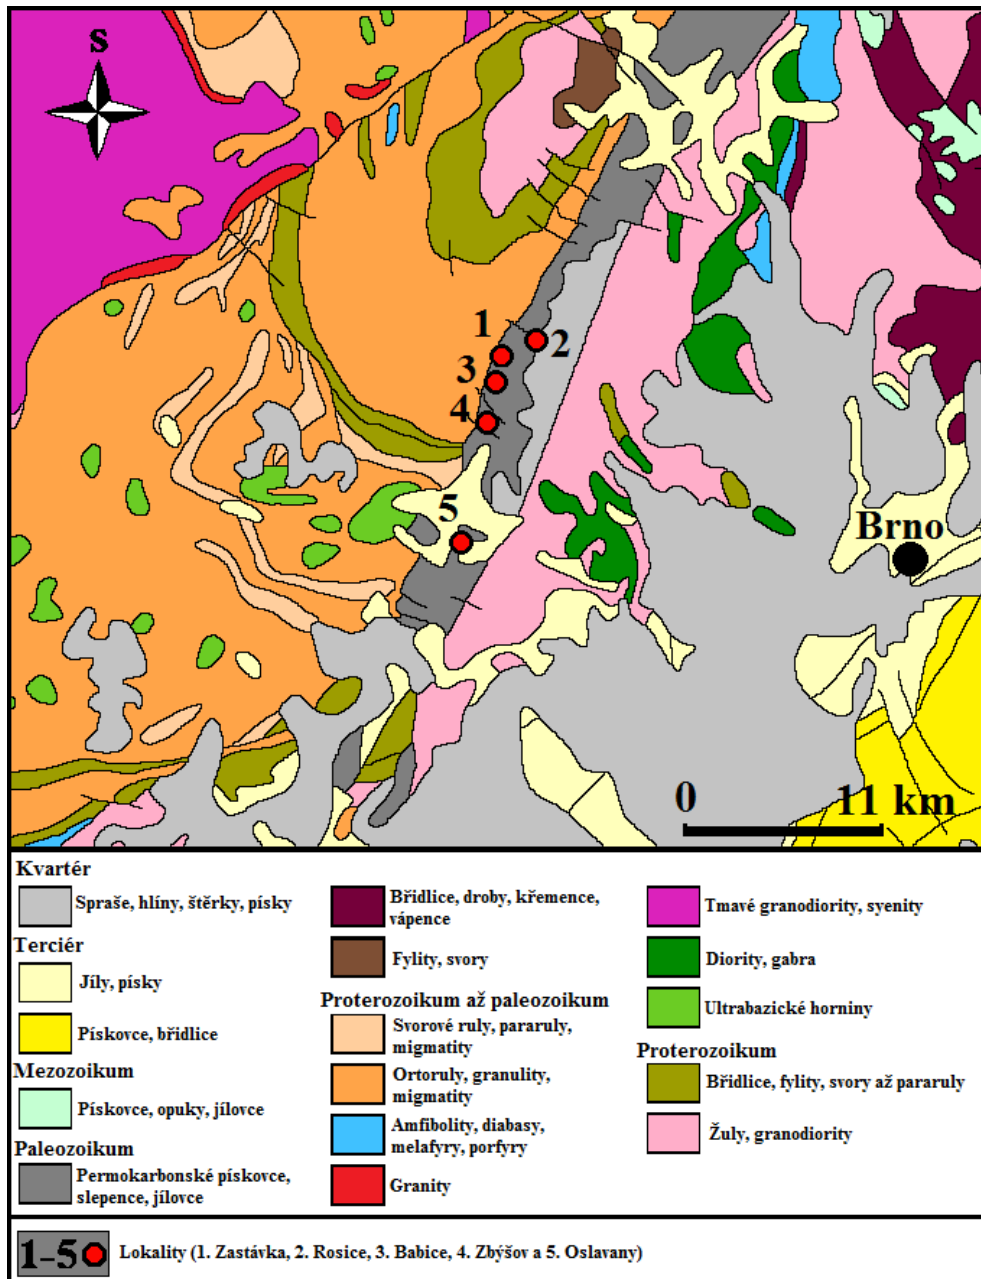 S
1
2
3
4
5
Brno
0
11 km
Kvartér
Spraše, hlíny, štěrky, písky
Terciér
Jíly, písky
Pískovce, břidlice
Mezozoikum
Pískovce, opuky, jílovce
Paleozoikum
Permokarbonské pískovce,
slepence, jílovce
Břidlice, droby, křemence,
vápence
Fylity, svory
Proterozoikum až paleozoikum
Svorové ruly, pararuly,
migmatity
Ortoruly, granulity,
migmatity
Amfibolity, diabasy,
melafyry, porfyry
Granity
Tmavé granodiority, syenity
Diority, gabra
Ultrabazické horniny
Proterozoikum
Břidlice, fylity, svory až pararuly
Žuly, granodiority
1-5
Lokality (1. Zastávka, 2. Rosice, 3. Babice, 4. Zbýšov a 5. Oslavany)